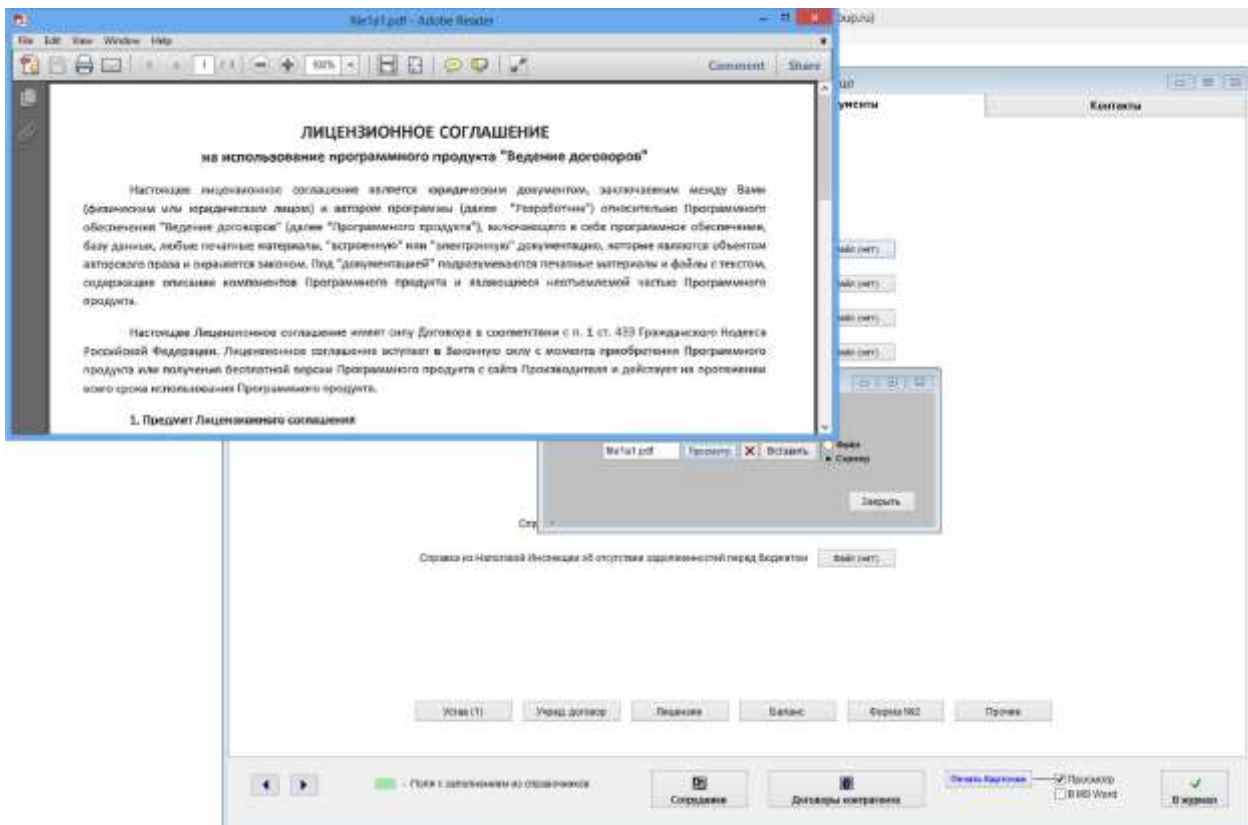 file1a1.pdf - Adobe Reader
File Edit View Window Help
1 / 100% Comment Share
ЛИЦЕНЗИОННОЕ СОГЛАШЕНИЕ
на использование программного продукта "Ведение договоров"
Настоящее лицензионное соглашение является юридическим документом, заключаемым между Вами
(физическим или юридическим лицом) и автором программы (далее "Разработчик") относительно Программного
обеспечения "Ведение договоров" (далее "Программного продукта"), включающего в себя программное обеспечение,
базу данных, любые печатные материалы, "встроенную" или "электронную" документацию, которые являются объектом
авторского права и охраняется законом. Под "документацией" подразумеваются печатные материалы и файлы с текстом,
содержащие описание компонентов Программного продукта и являющиеся неотъемлемой частью Программного
продукта.
Настоящее Лицензионное соглашение имеет силу Договора в соответствии с п. 1 ст. 433 Гражданского Кодекса
Российской Федерации. Лицензионное соглашение вступает в Законную силу с момента приобретения Программного
продукта или получения бесплатной версии Программного продукта с сайта Производителя и действует на протяжении
всего срока использования Программного продукта.
1. Предмет Лицензионного соглашения
Контакты
файл (нет)
файл (нет)
файл (нет)
файл (нет)
file1a1.pdf Просмотр Вставить
Файл
Сервер
Закрыть
Спр
Справка из Налоговой Инспекции об отсутствии задолженностей перед бюджетом Файл (нет)
Устав (1) Учред. договор Лицензия Баланс Форма №2 Прочее
- Поля с заполнением из справочников
Сотрудники
Договоры контрагента
Печать Карточки
Просмотр
В MS Word
В журнал